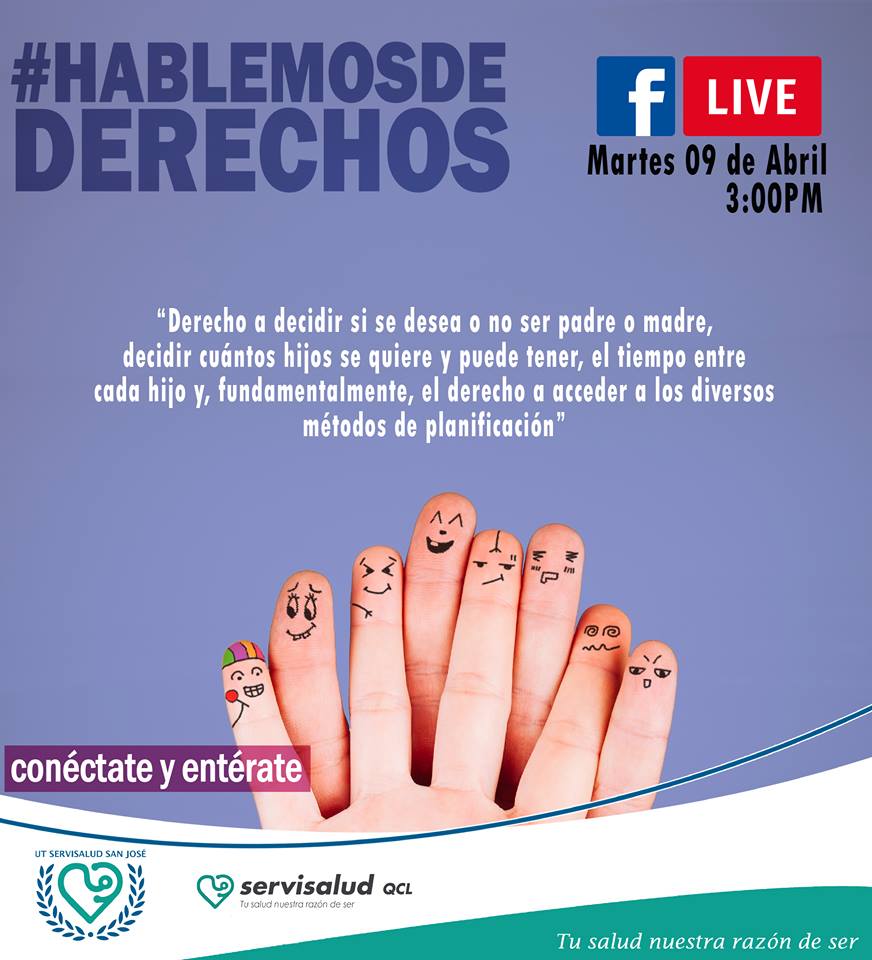 #HABLEMOSDE
DERECHOS
f LIVE
Martes 09 de Abril
3:00PM
“Derecho a decidir si se desea o no ser padre o madre,
decidir cuántos hijos se quiere y puede tener, el tiempo entre
cada hijo y, fundamentalmente, el derecho a acceder a los diversos
métodos de planificación”
conéctate y entérate
UT SERVISALUD SAN JOSÉ
servisalud QCL
Tu salud nuestra razón de ser
Tu salud nuestra razón de ser